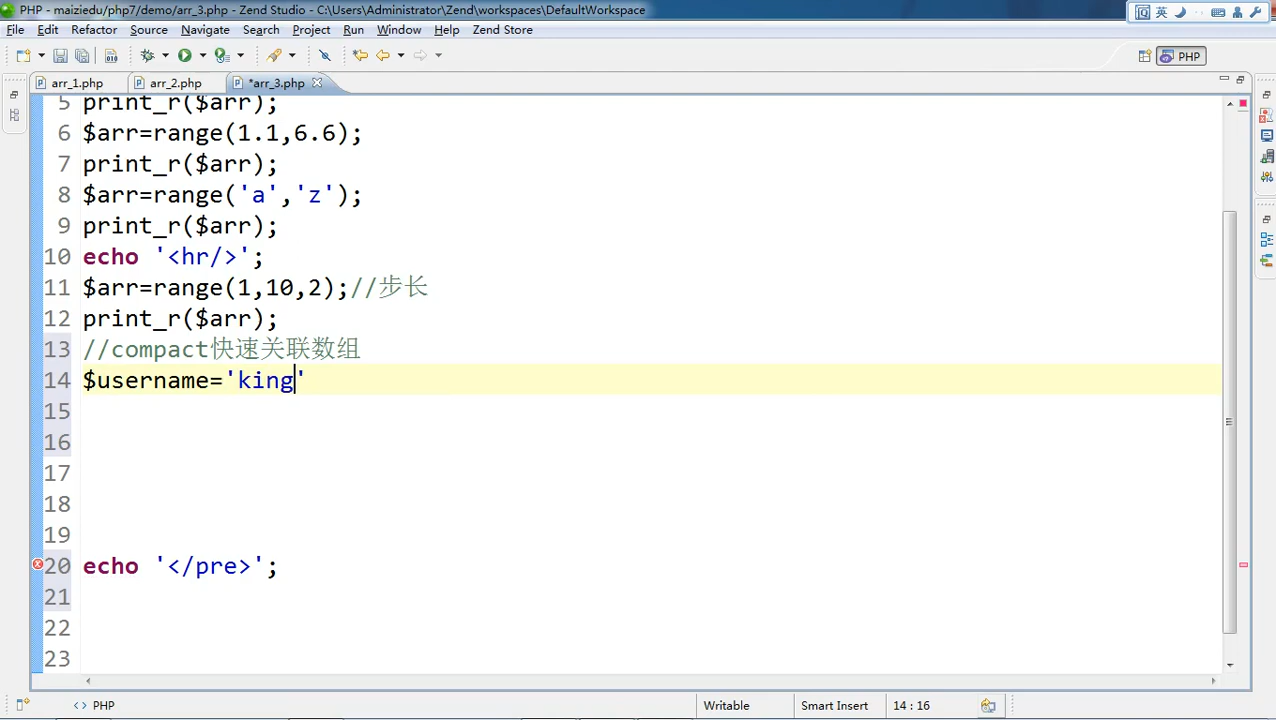 PHP - maiziedu/php7/demo/arr_3.php - Zend Studio - C:\Users\Administrator\Zend\workspaces\DefaultWorkspace
英
File Edit Refactor Source Navigate Search Project Run Window Help Zend Store
PHP
arr_1.php arr_2.php *arr_3.php
5 print_r($arr);
6 $arr=range(1.1,6.6);
7 print_r($arr);
8 $arr=range('a','z');
9 print_r($arr);
10 echo '<hr/>';
11 $arr=range(1,10,2);//步长
12 print_r($arr);
13 //compact快速关联数组
14 $username='king'
15
16
17
18
19
20 echo '</pre>';
21
22
23
<> PHP Writable Smart Insert 14 : 16